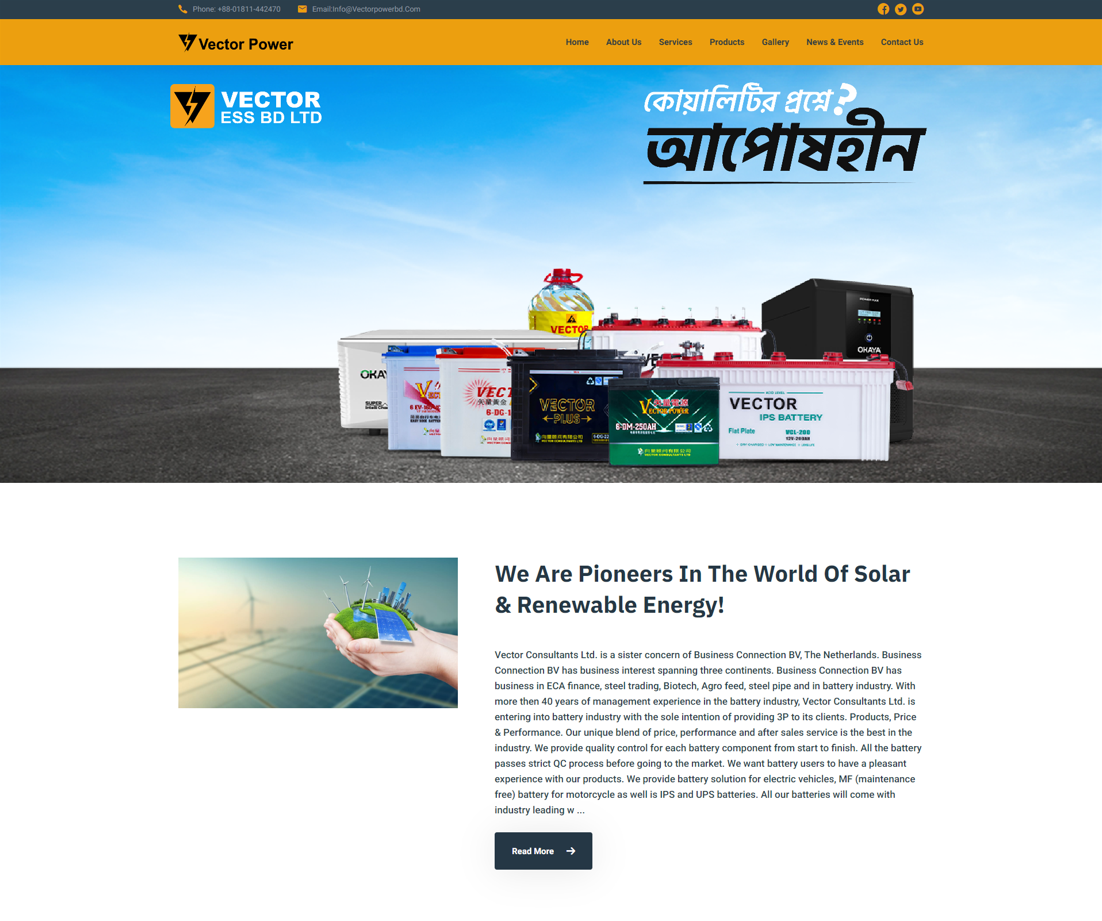 Phone: +88-01811-442470
Email:Info@Vectorpowerbd.Com
Vector Power
Home
About Us
Services
Products
Gallery
News & Events
Contact Us
VECTOR
ESS BD LTD
কোয়ালিটির প্রশ্নে?
আপোষহীন
VECTOR
OKAYA
VECTOR
PLUS
VECTOR POWER
6-DM-250AH
VECTOR CONSULTANTS LTD
VECTOR
IPS BATTERY
Flat Plate
VGL-200
12V-200AH
OKAYA
We Are Pioneers In The World Of Solar
& Renewable Energy!
Vector Consultants Ltd. is a sister concern of Business Connection BV, The Netherlands. Business
Connection BV has business interest spanning three continents. Business Connection BV has
business in ECA finance, steel trading, Biotech, Agro feed, steel pipe and in battery industry. With
more then 40 years of management experience in the battery industry, Vector Consultants Ltd. is
entering into battery industry with the sole intention of providing 3P to its clients. Products, Price
& Performance. Our unique blend of price, performance and after sales service is the best in the
industry. We provide quality control for each battery component from start to finish. All the battery
passes strict QC process before going to the market. We want battery users to have a pleasant
experience with our products. We provide battery solution for electric vehicles, MF (maintenance
free) battery for motorcycle as well is IPS and UPS batteries. All our batteries will come with
industry leading w ...
Read More